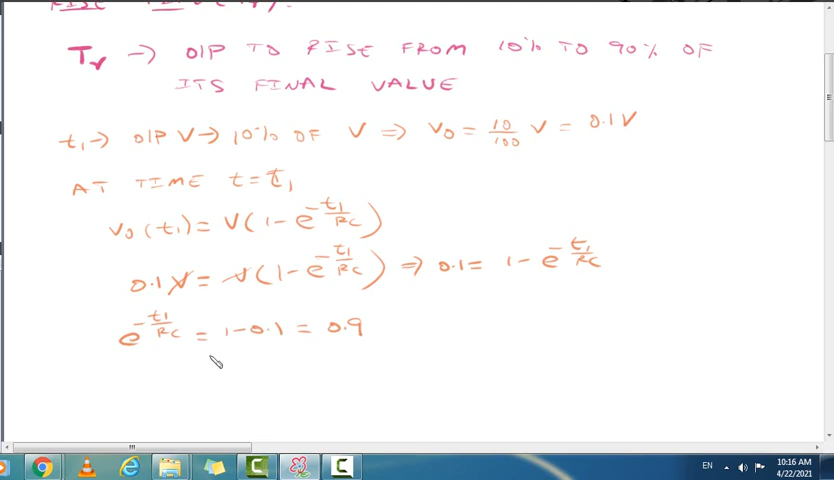 Tr → O/P TO RISE FROM 10% TO 90% OF
ITS FINAL VALUE
t1 → O/P V → 10% OF V ⇒ V0 = 10/100 V = 0.1V
AT TIME t = t1
V0(t1) = V(1 - e^-t1/RC)
0.1V = V(1 - e^-t1/RC) ⇒ 0.1 = 1 - e^-t1/RC
e^-t1/RC = 1 - 0.1 = 0.9
EN
10:16 AM
4/22/2021